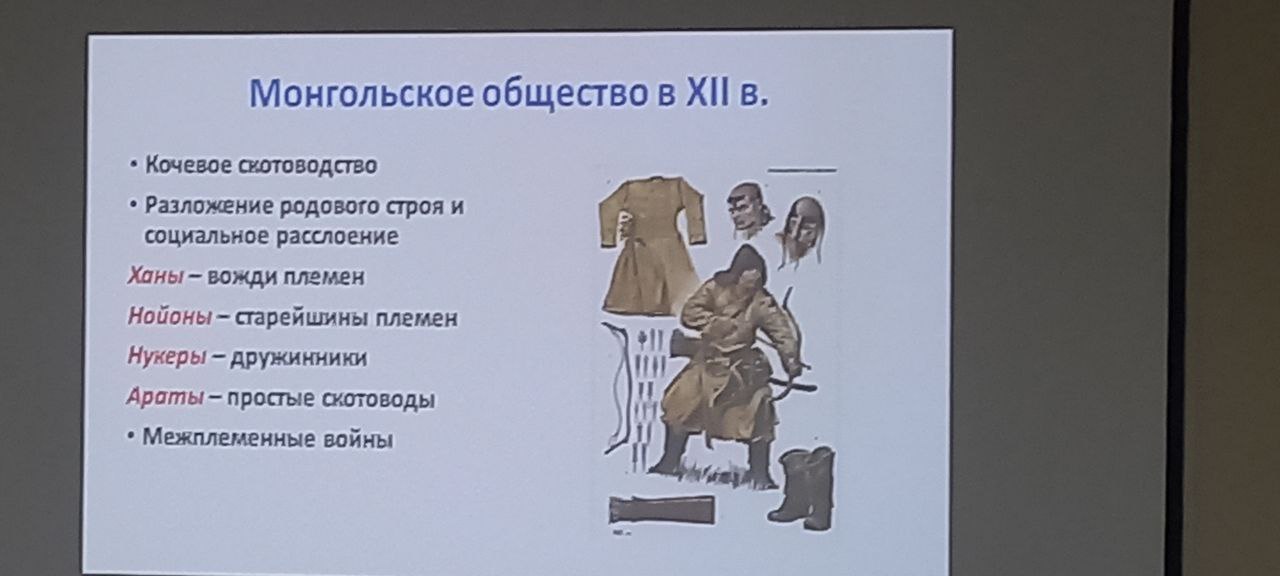 Монгольское общество в XII в.
• Кочевое скотоводство
• Разложение родового строя и
социальное расслоение
Ханы – вожди племен
Нойоны – старейшины племен
Нукеры – дружинники
Араты – простые скотоводы
• Межплеменные войны